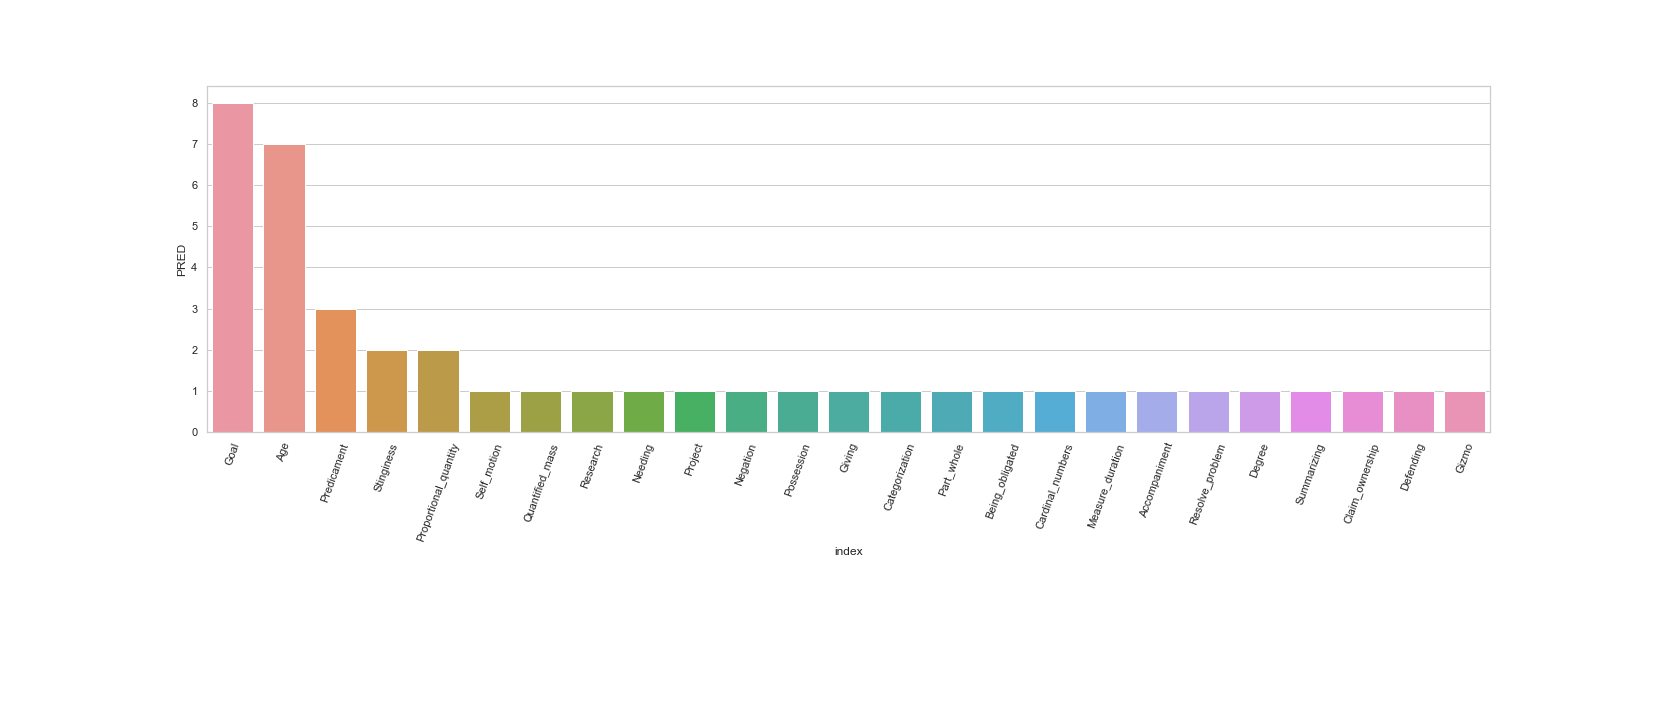 8
7
6
5
4
3
2
1
0
PRED
Goal
Age
Predicament
Stinginess
Proportional_quantity
Self_motion
Quantified_mass
Research
Needing
Project
Negation
Possession
Giving
Categorization
Part_whole
Being_obligated
Cardinal_numbers
Measure_duration
Accompaniment
Resolve_problem
Degree
Summarizing
Claim_ownership
Defending
Gizmo
index